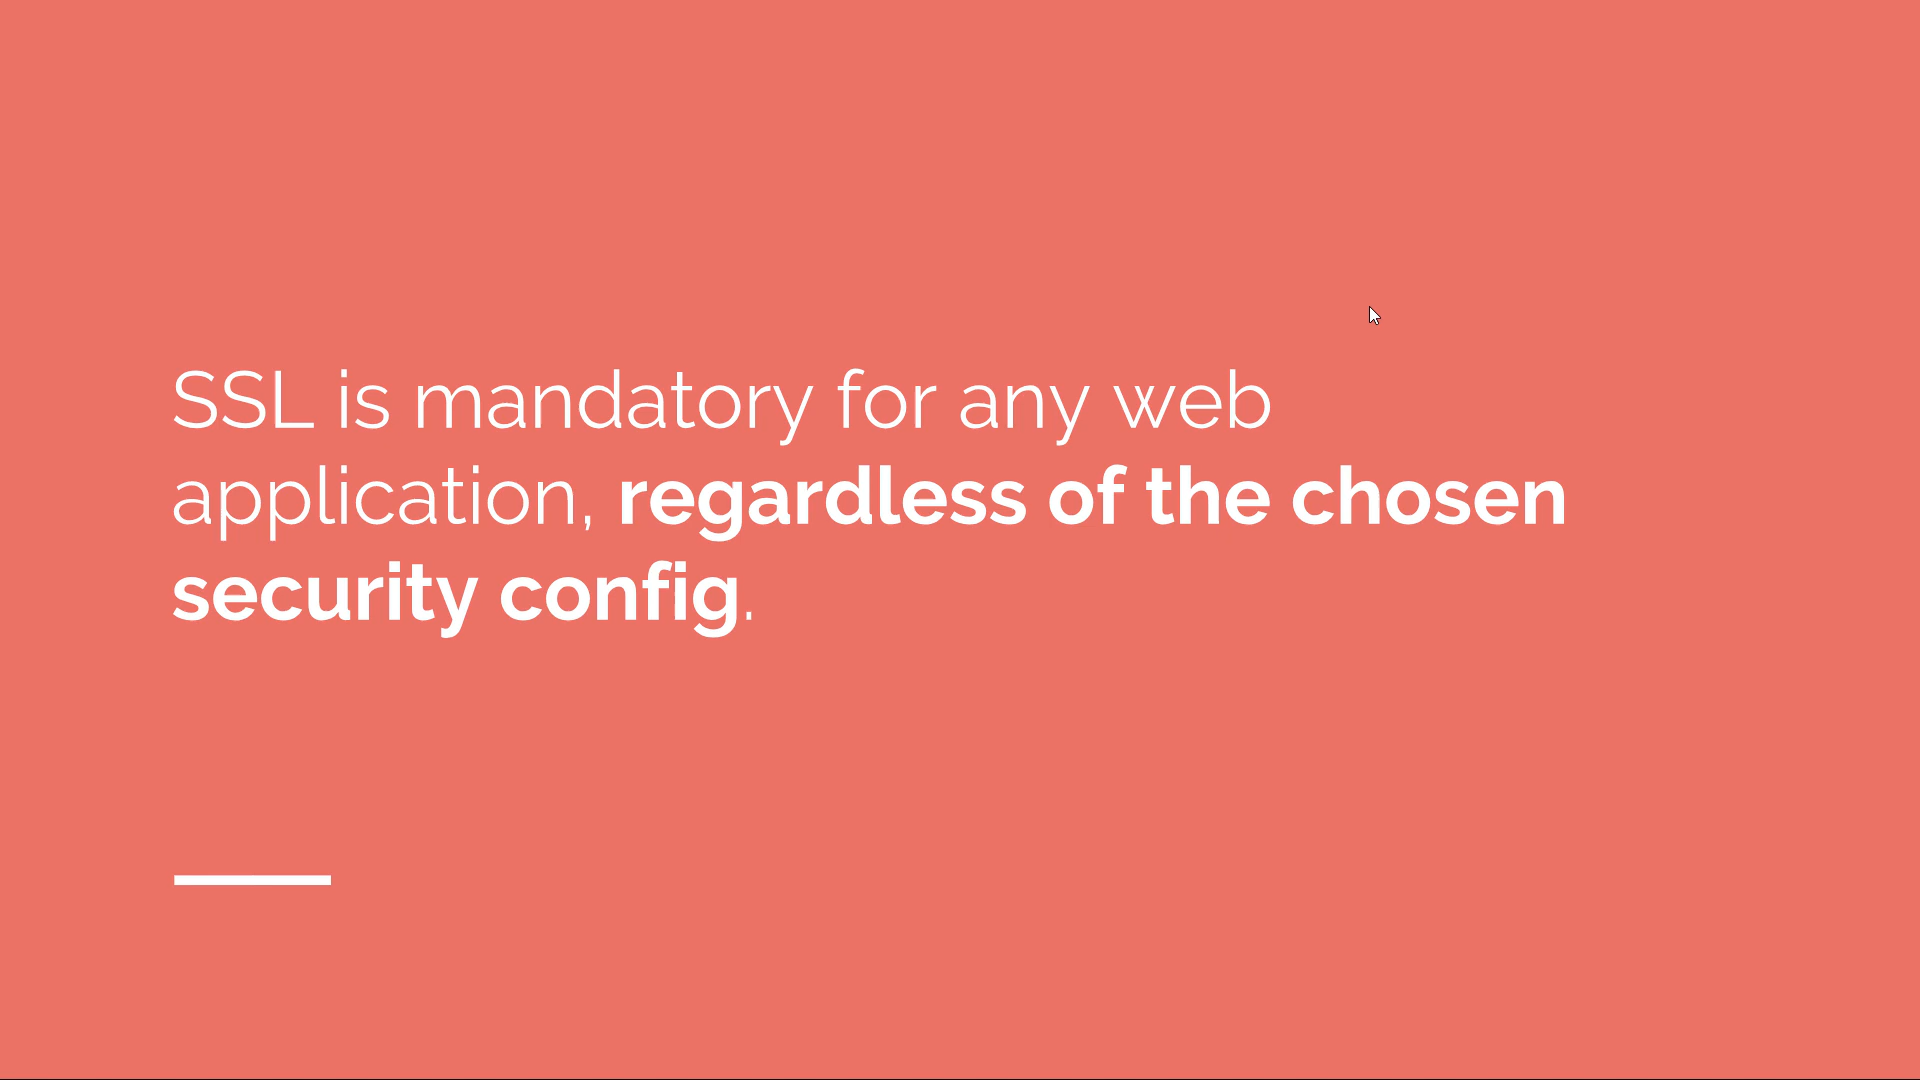 SSL is mandatory for any web
application, regardless of the chosen
security config.